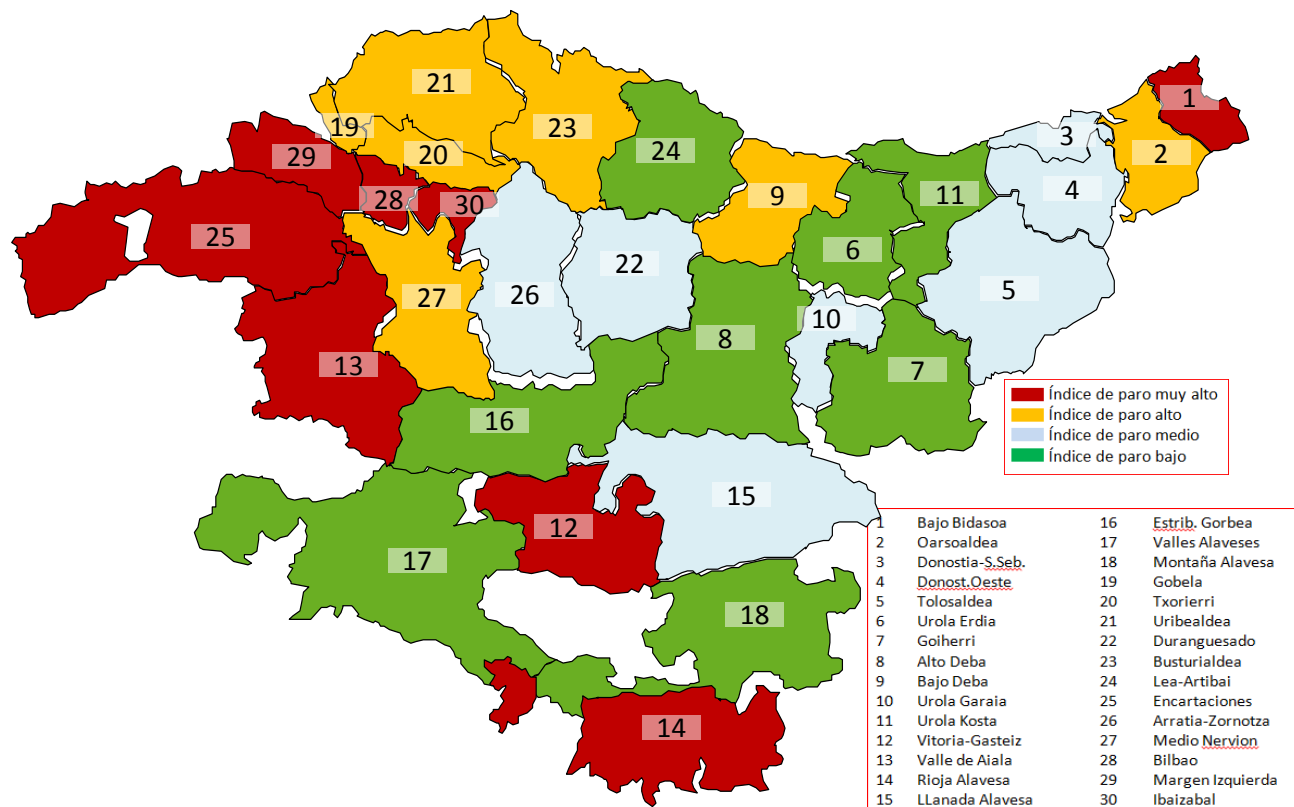 21
1
19
23
3
20
24
2
29
9
11
4
28
30
25
6
22
26
5
27
10
8
13
7
16
15
12
17
18
14
Índice de paro muy alto
Índice de paro alto
Índice de paro medio
Índice de paro bajo
1 Bajo Bidasoa 16 Estrib. Gorbea
2 Oarsoaldea 17 Valles Alaveses
3 Donostia-S.Seb. 18 Montaña Alavesa
4 Donost.Oeste 19 Gobela
5 Tolosaldea 20 Txorierri
6 Urola Erdia 21 Uribealdea
7 Goiherri 22 Duranguesado
8 Alto Deba 23 Busturialdea
9 Bajo Deba 24 Lea-Artibai
10 Urola Garaia 25 Encartaciones
11 Urola Kosta 26 Arratia-Zornotza
12 Vitoria-Gasteiz 27 Medio Nervion
13 Valle de Aiala 28 Bilbao
14 Rioja Alavesa 29 Margen Izquierda
15 LLanada Alavesa 30 Ibaizabal